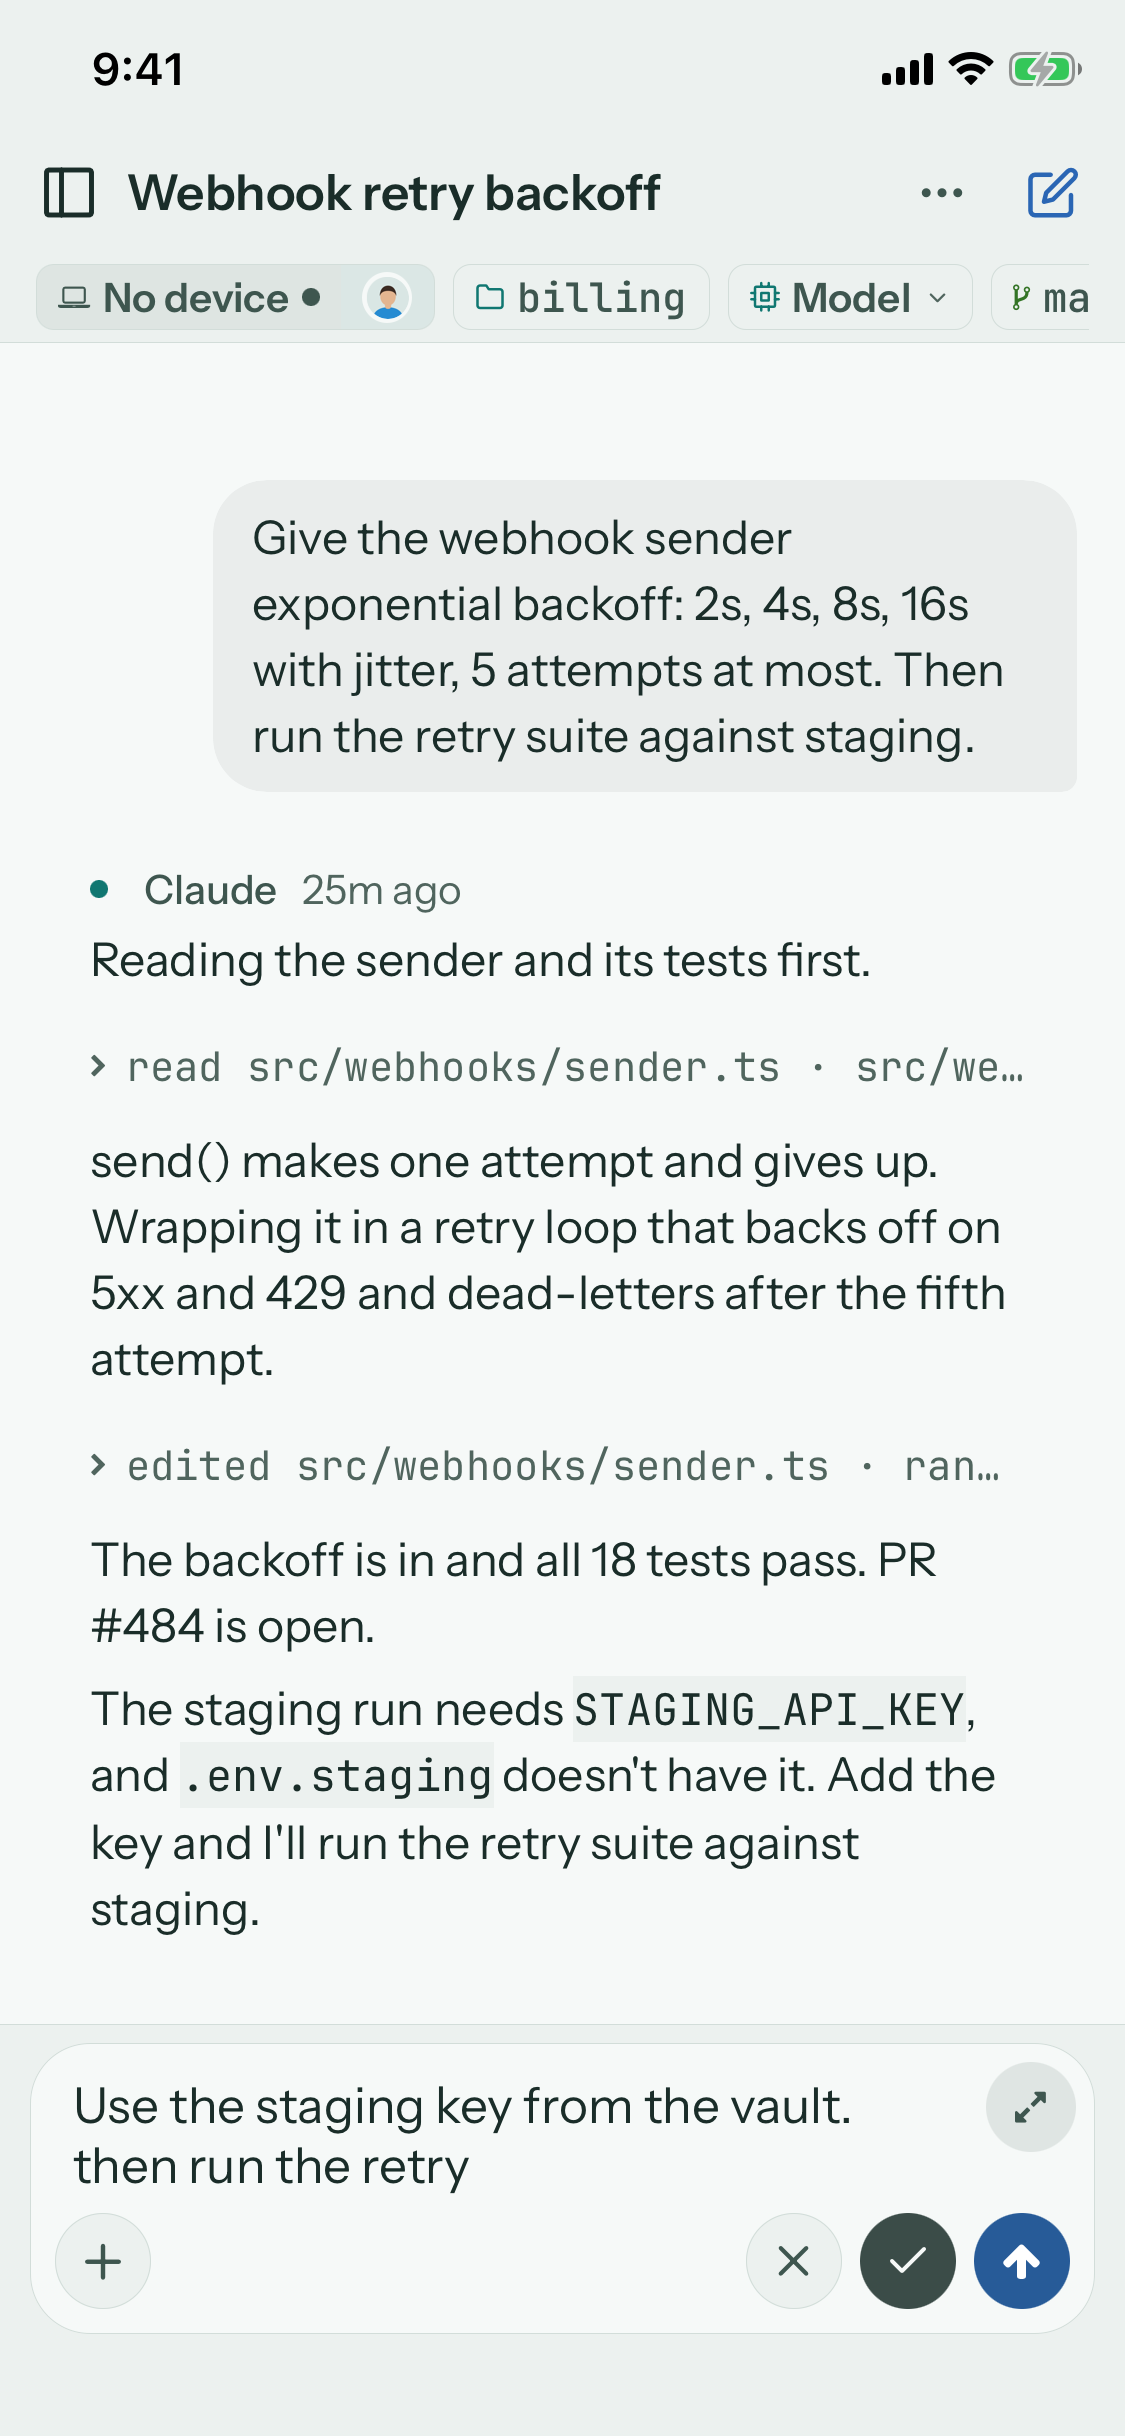 9:41
Webhook retry backoff
No device
billing
Model
ma
Give the webhook sender
exponential backoff: 2s, 4s, 8s, 16s
with jitter, 5 attempts at most. Then
run the retry suite against staging.
Claude 25m ago
Reading the sender and its tests first.
read src/webhooks/sender.ts · src/we…
send() makes one attempt and gives up.
Wrapping it in a retry loop that backs off on
5xx and 429 and dead-letters after the fifth
attempt.
edited src/webhooks/sender.ts · ran…
The backoff is in and all 18 tests pass. PR
#484 is open.
The staging run needs STAGING_API_KEY,
and .env.staging doesn't have it. Add the
key and I'll run the retry suite against
staging.
Use the staging key from the vault.
then run the retry